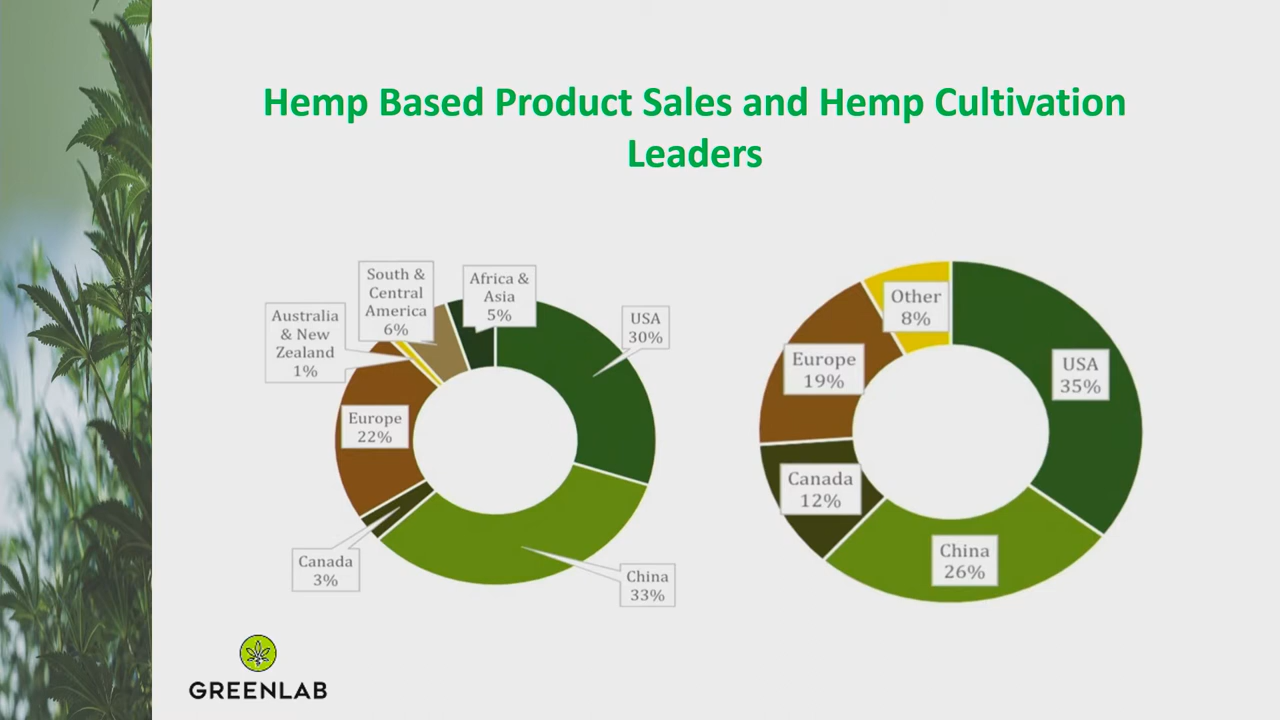 Hemp Based Product Sales and Hemp Cultivation
Leaders
South &
Central
America
6%
Africa &
Asia
5%
Australia
& New
Zealand
1%
USA
30%
Europe
22%
Canada
3%
China
33%
Other
8%
Europe
19%
USA
35%
Canada
12%
China
26%
GREENLAB